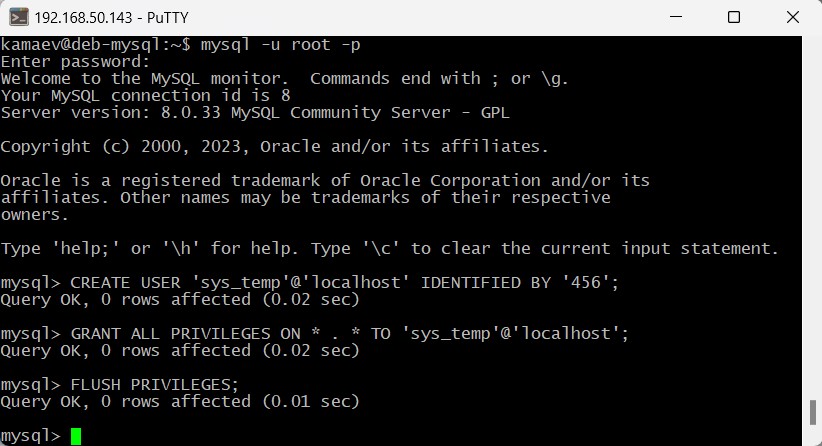 192.168.50.143 - PuTTY
kamaev@deb-mysql:~$ mysql -u root -p
Enter password:
Welcome to the MySQL monitor.  Commands end with ; or \g.
Your MySQL connection id is 8
Server version: 8.0.33 MySQL Community Server - GPL
Copyright (c) 2000, 2023, Oracle and/or its affiliates.
Oracle is a registered trademark of Oracle Corporation and/or its
affiliates. Other names may be trademarks of their respective
owners.
Type 'help;' or '\h' for help. Type '\c' to clear the current input statement.
mysql> CREATE USER 'sys_temp'@'localhost' IDENTIFIED BY '456';
Query OK, 0 rows affected (0.02 sec)
mysql> GRANT ALL PRIVILEGES ON * . * TO 'sys_temp'@'localhost';
Query OK, 0 rows affected (0.02 sec)
mysql> FLUSH PRIVILEGES;
Query OK, 0 rows affected (0.01 sec)
mysql>